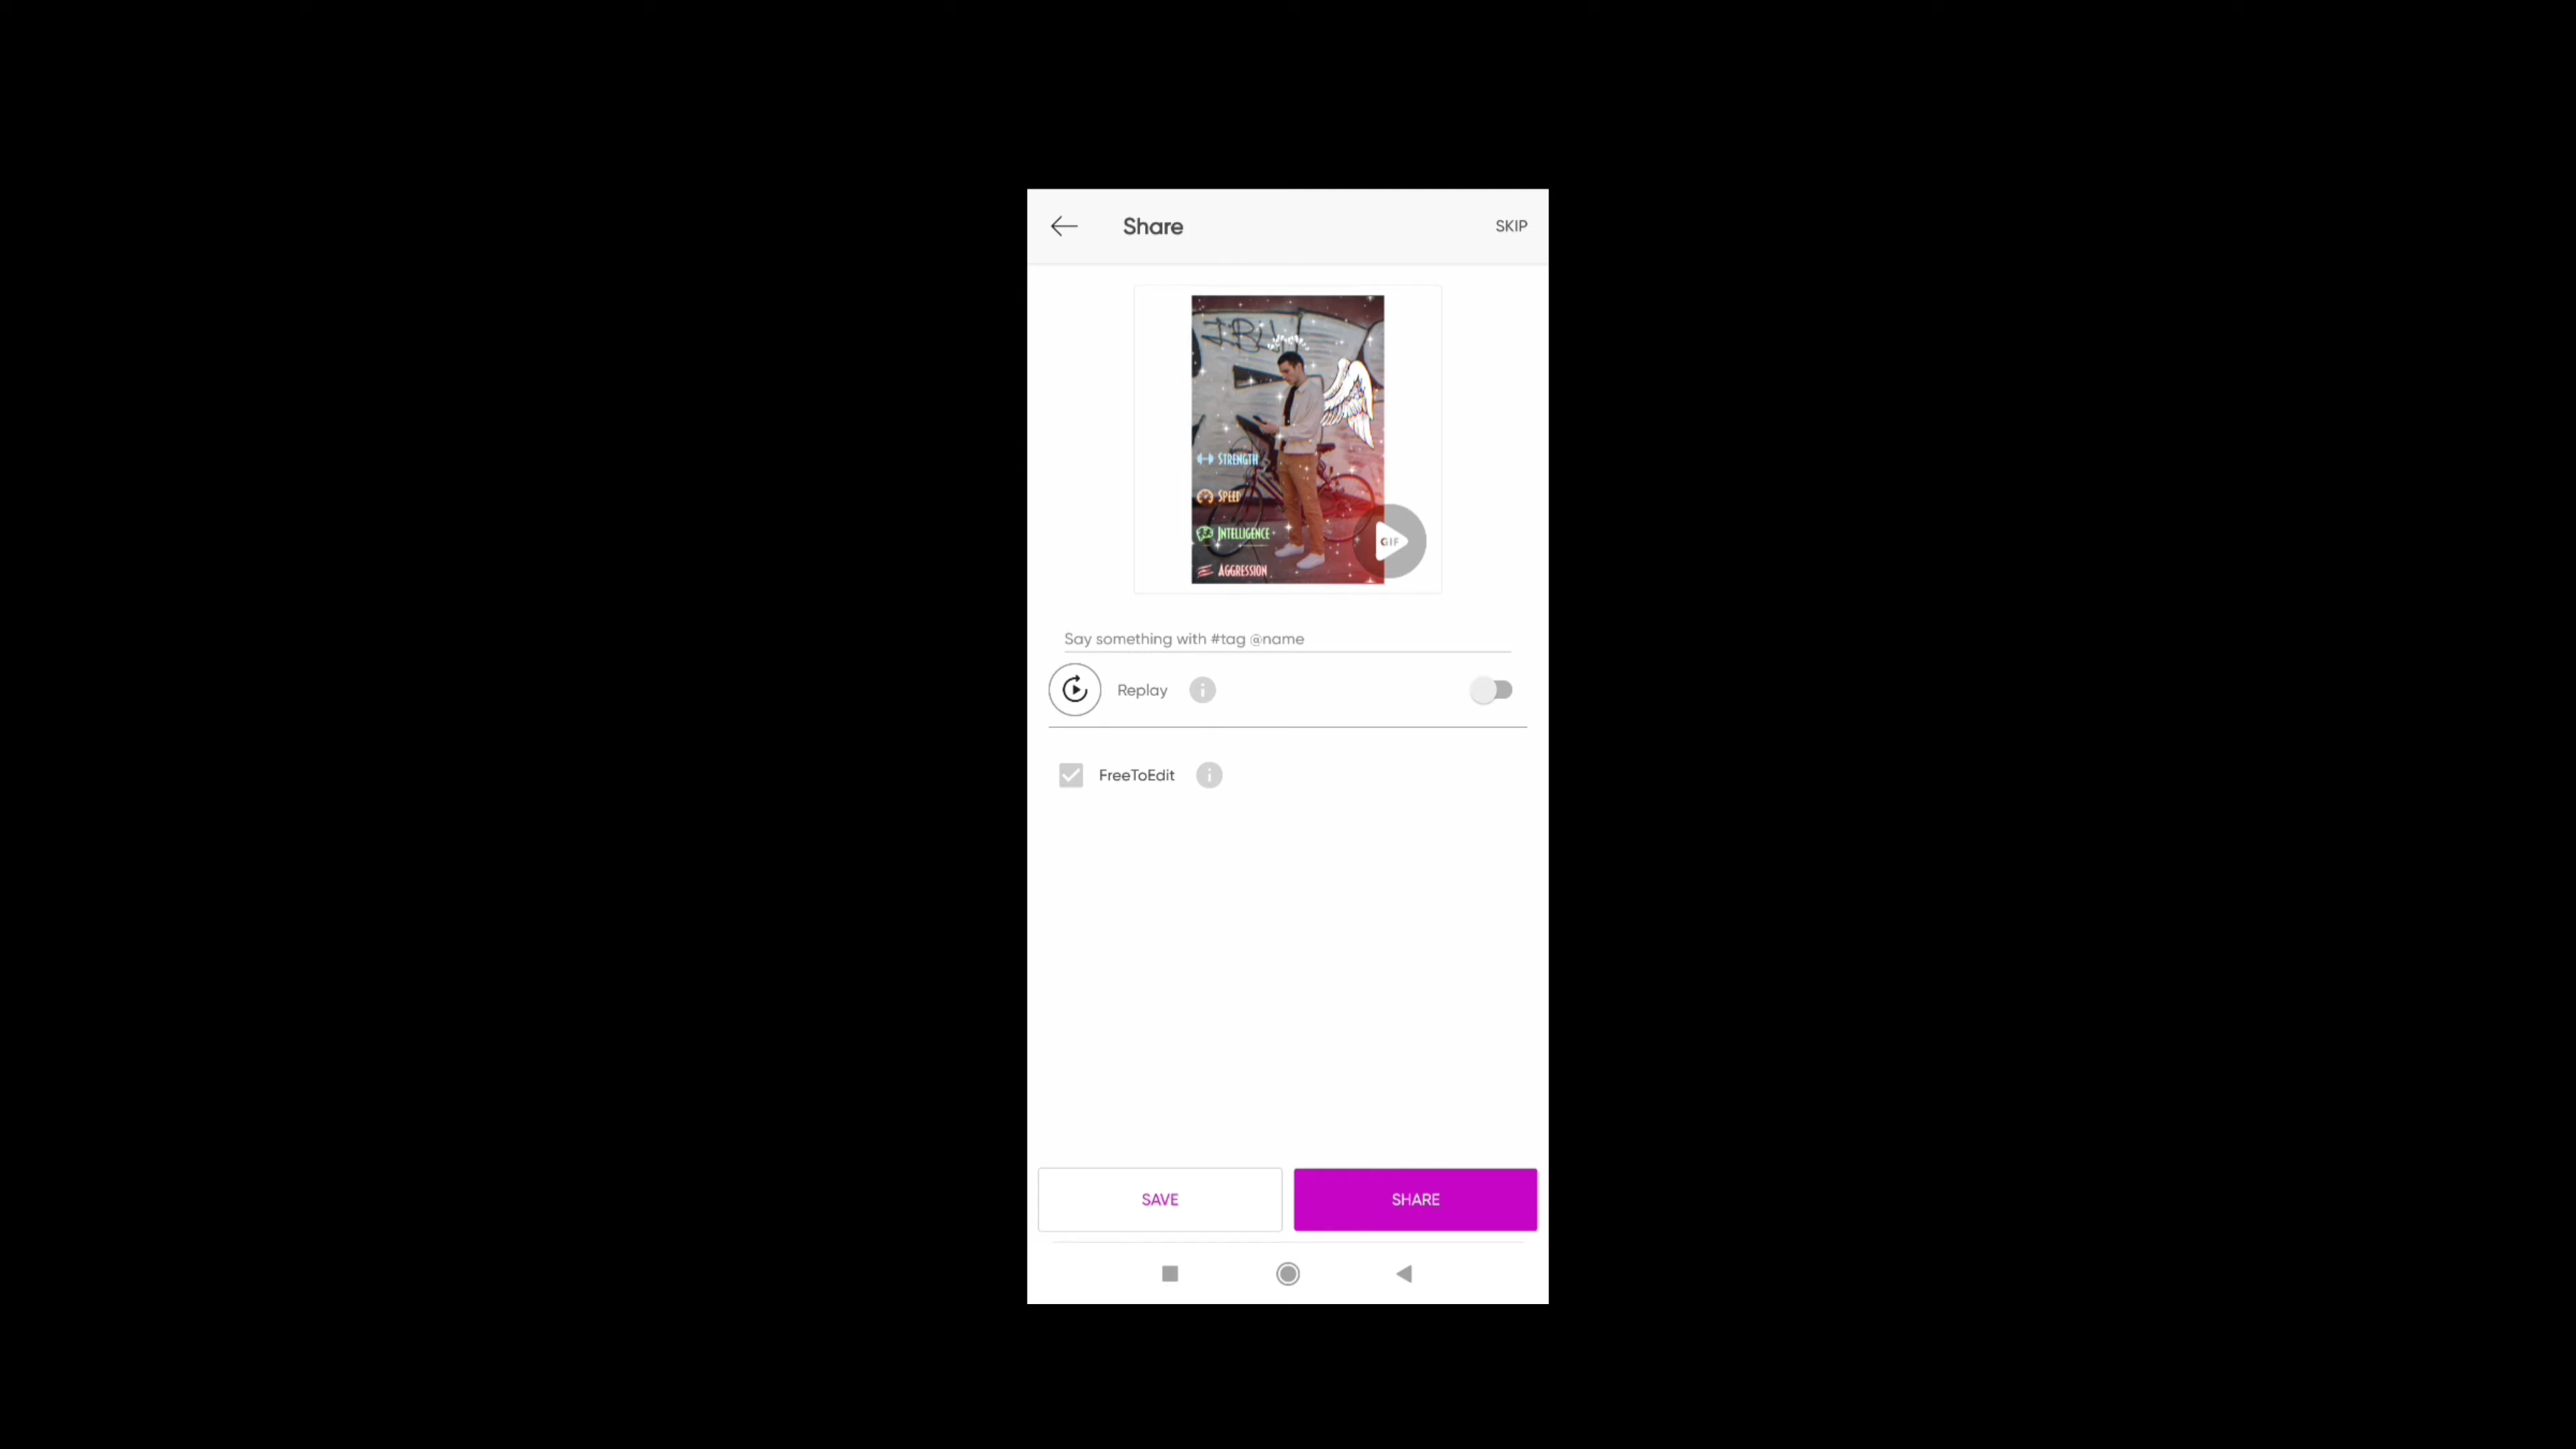 Share
SKIP
STRENGTH
SPEED
INTELLIGENCE
AGGRESSION
GIF
Say something with #tag @name
Replay
FreeToEdit
SAVE
SHARE